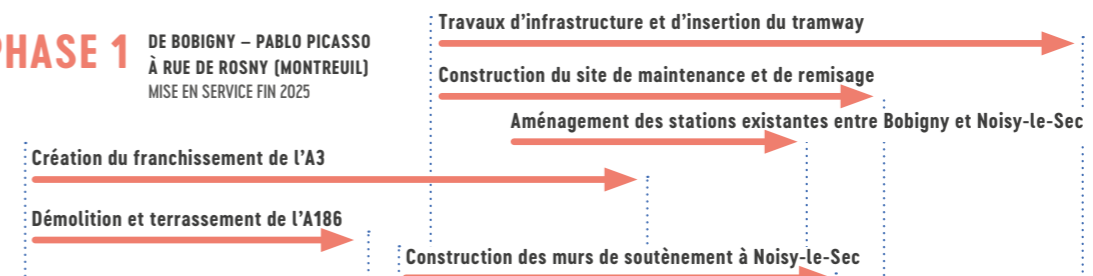 PHASE 1
DE BOBIGNY – PABLO PICASSO
À RUE DE ROSNY (MONTREUIL)
MISE EN SERVICE FIN 2025
Travaux d'infrastructure et d'insertion du tramway
Construction du site de maintenance et de remisage
Aménagement des stations existantes entre Bobigny et Noisy-le-Sec
Création du franchissement de l'A3
Démolition et terrassement de l'A186
Construction des murs de soutènement à Noisy-le-Sec